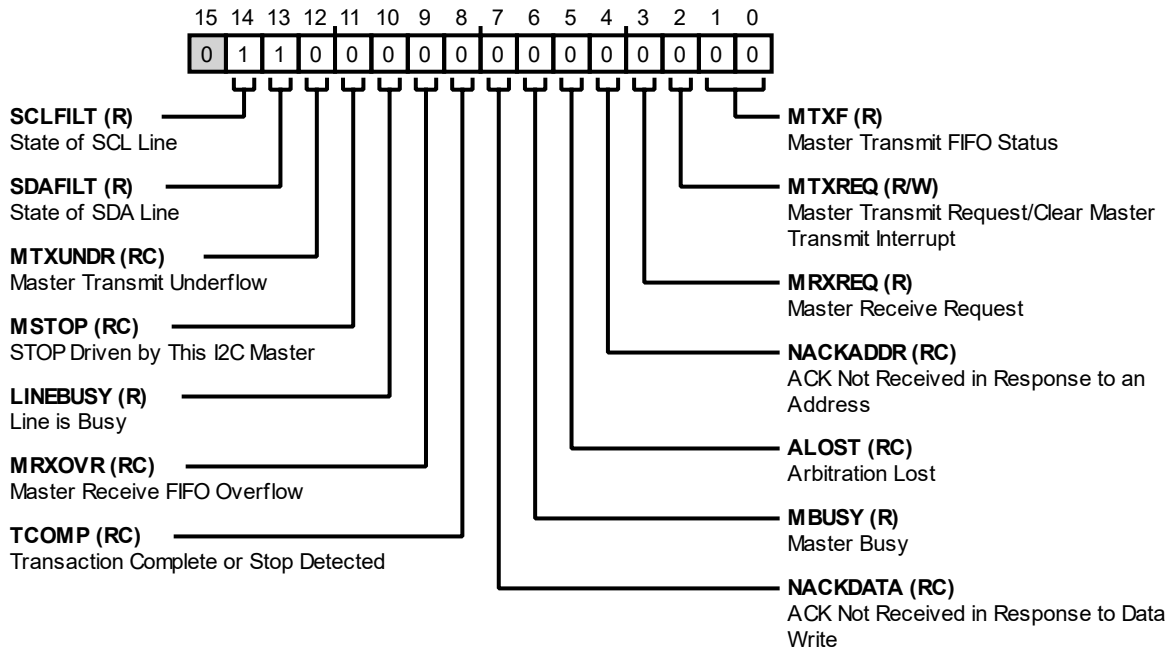 15 14 13 12 11 10 9 8 7 6 5 4 3 2 1 0
0 1 1 0 0 0 0 0 0 0 0 0 0 0 0 0
SCLFILT (R)
State of SCL Line
SDAFILT (R)
State of SDA Line
MTXUNDR (RC)
Master Transmit Underflow
MSTOP (RC)
STOP Driven by This I2C Master
LINEBUSY (R)
Line is Busy
MRXOVR (RC)
Master Receive FIFO Overflow
TCOMP (RC)
Transaction Complete or Stop Detected
MTXF (R)
Master Transmit FIFO Status
MTXREQ (R/W)
Master Transmit Request/Clear Master
Transmit Interrupt
MRXREQ (R)
Master Receive Request
NACKADDR (RC)
ACK Not Received in Response to an
Address
ALOST (RC)
Arbitration Lost
MBUSY (R)
Master Busy
NACKDATA (RC)
ACK Not Received in Response to Data
Write